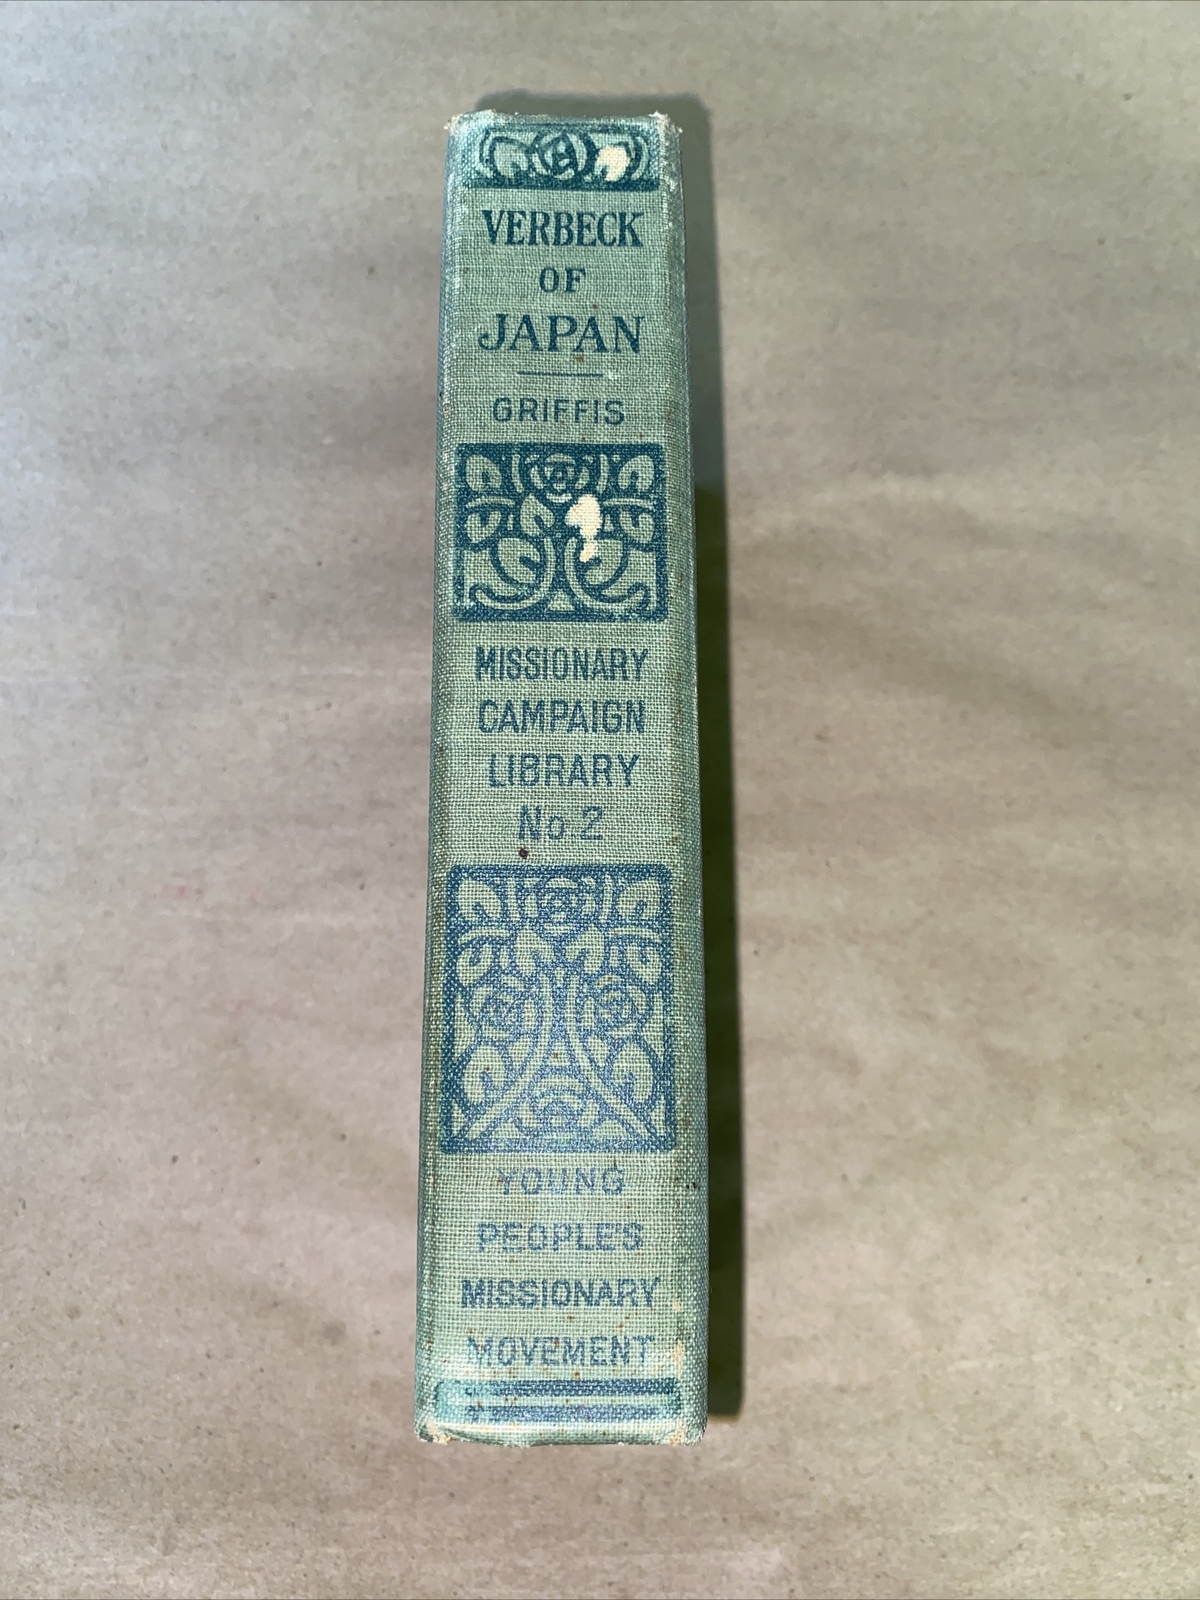 VERBECK
OF
JAPAN
GRIFFIS
MISSIONARY
CAMPAIGN
LIBRARY
No 2
YOUNG
PEOPLE'S
MISSIONARY
MOVEMENT